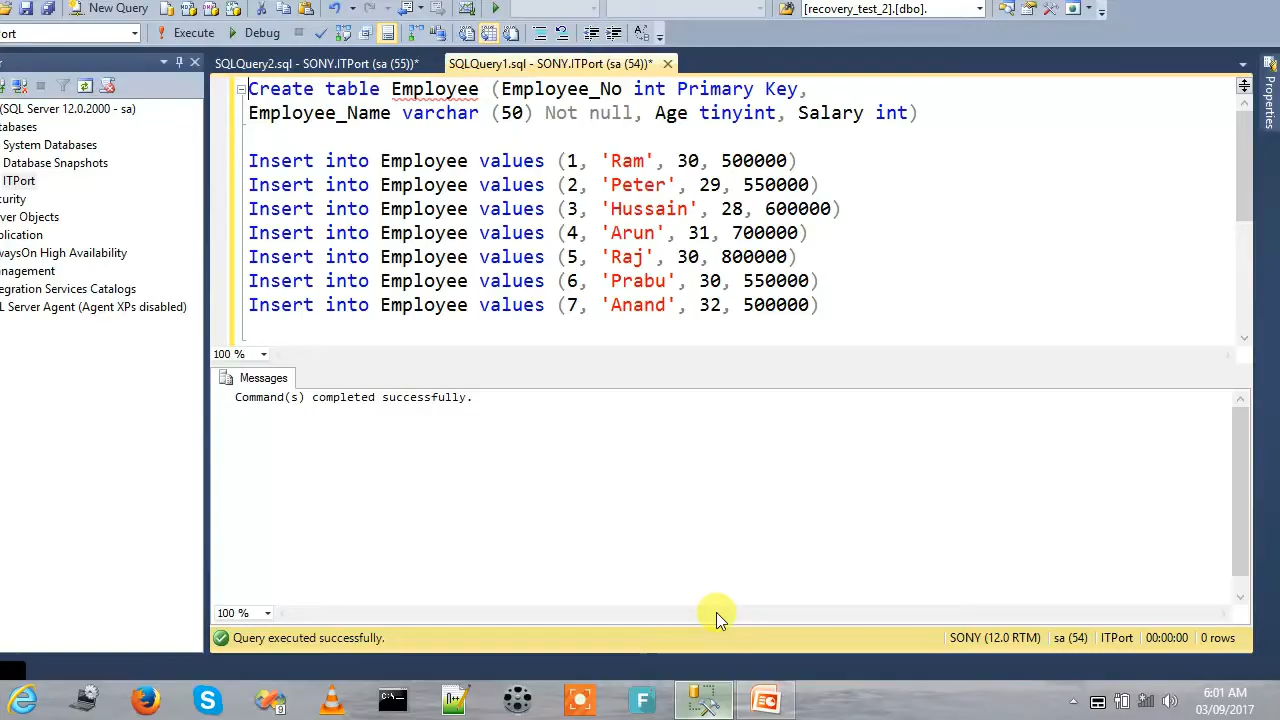 New Query
[recovery_test_2].[dbo].
ort
Execute
Debug
SQLQuery2.sql - SONY.ITPort (sa (55))*
SQLQuery1.sql - SONY.ITPort (sa (54))*
Properties
r
(SQL Server 12.0.2000 - sa)
tabases
System Databases
Database Snapshots
ITPort
curity
rver Objects
plication
waysOn High Availability
anagement
egration Services Catalogs
L Server Agent (Agent XPs disabled)
Create table Employee (Employee_No int Primary Key,
Employee_Name varchar (50) Not null, Age tinyint, Salary int)
Insert into Employee values (1, 'Ram', 30, 500000)
Insert into Employee values (2, 'Peter', 29, 550000)
Insert into Employee values (3, 'Hussain', 28, 600000)
Insert into Employee values (4, 'Arun', 31, 700000)
Insert into Employee values (5, 'Raj', 30, 800000)
Insert into Employee values (6, 'Prabu', 30, 550000)
Insert into Employee values (7, 'Anand', 32, 500000)
100 %
Messages
Command(s) completed successfully.
100 %
Query executed successfully.
SONY (12.0 RTM)
sa (54)
ITPort
00:00:00
0 rows
6:01 AM
03/09/2017